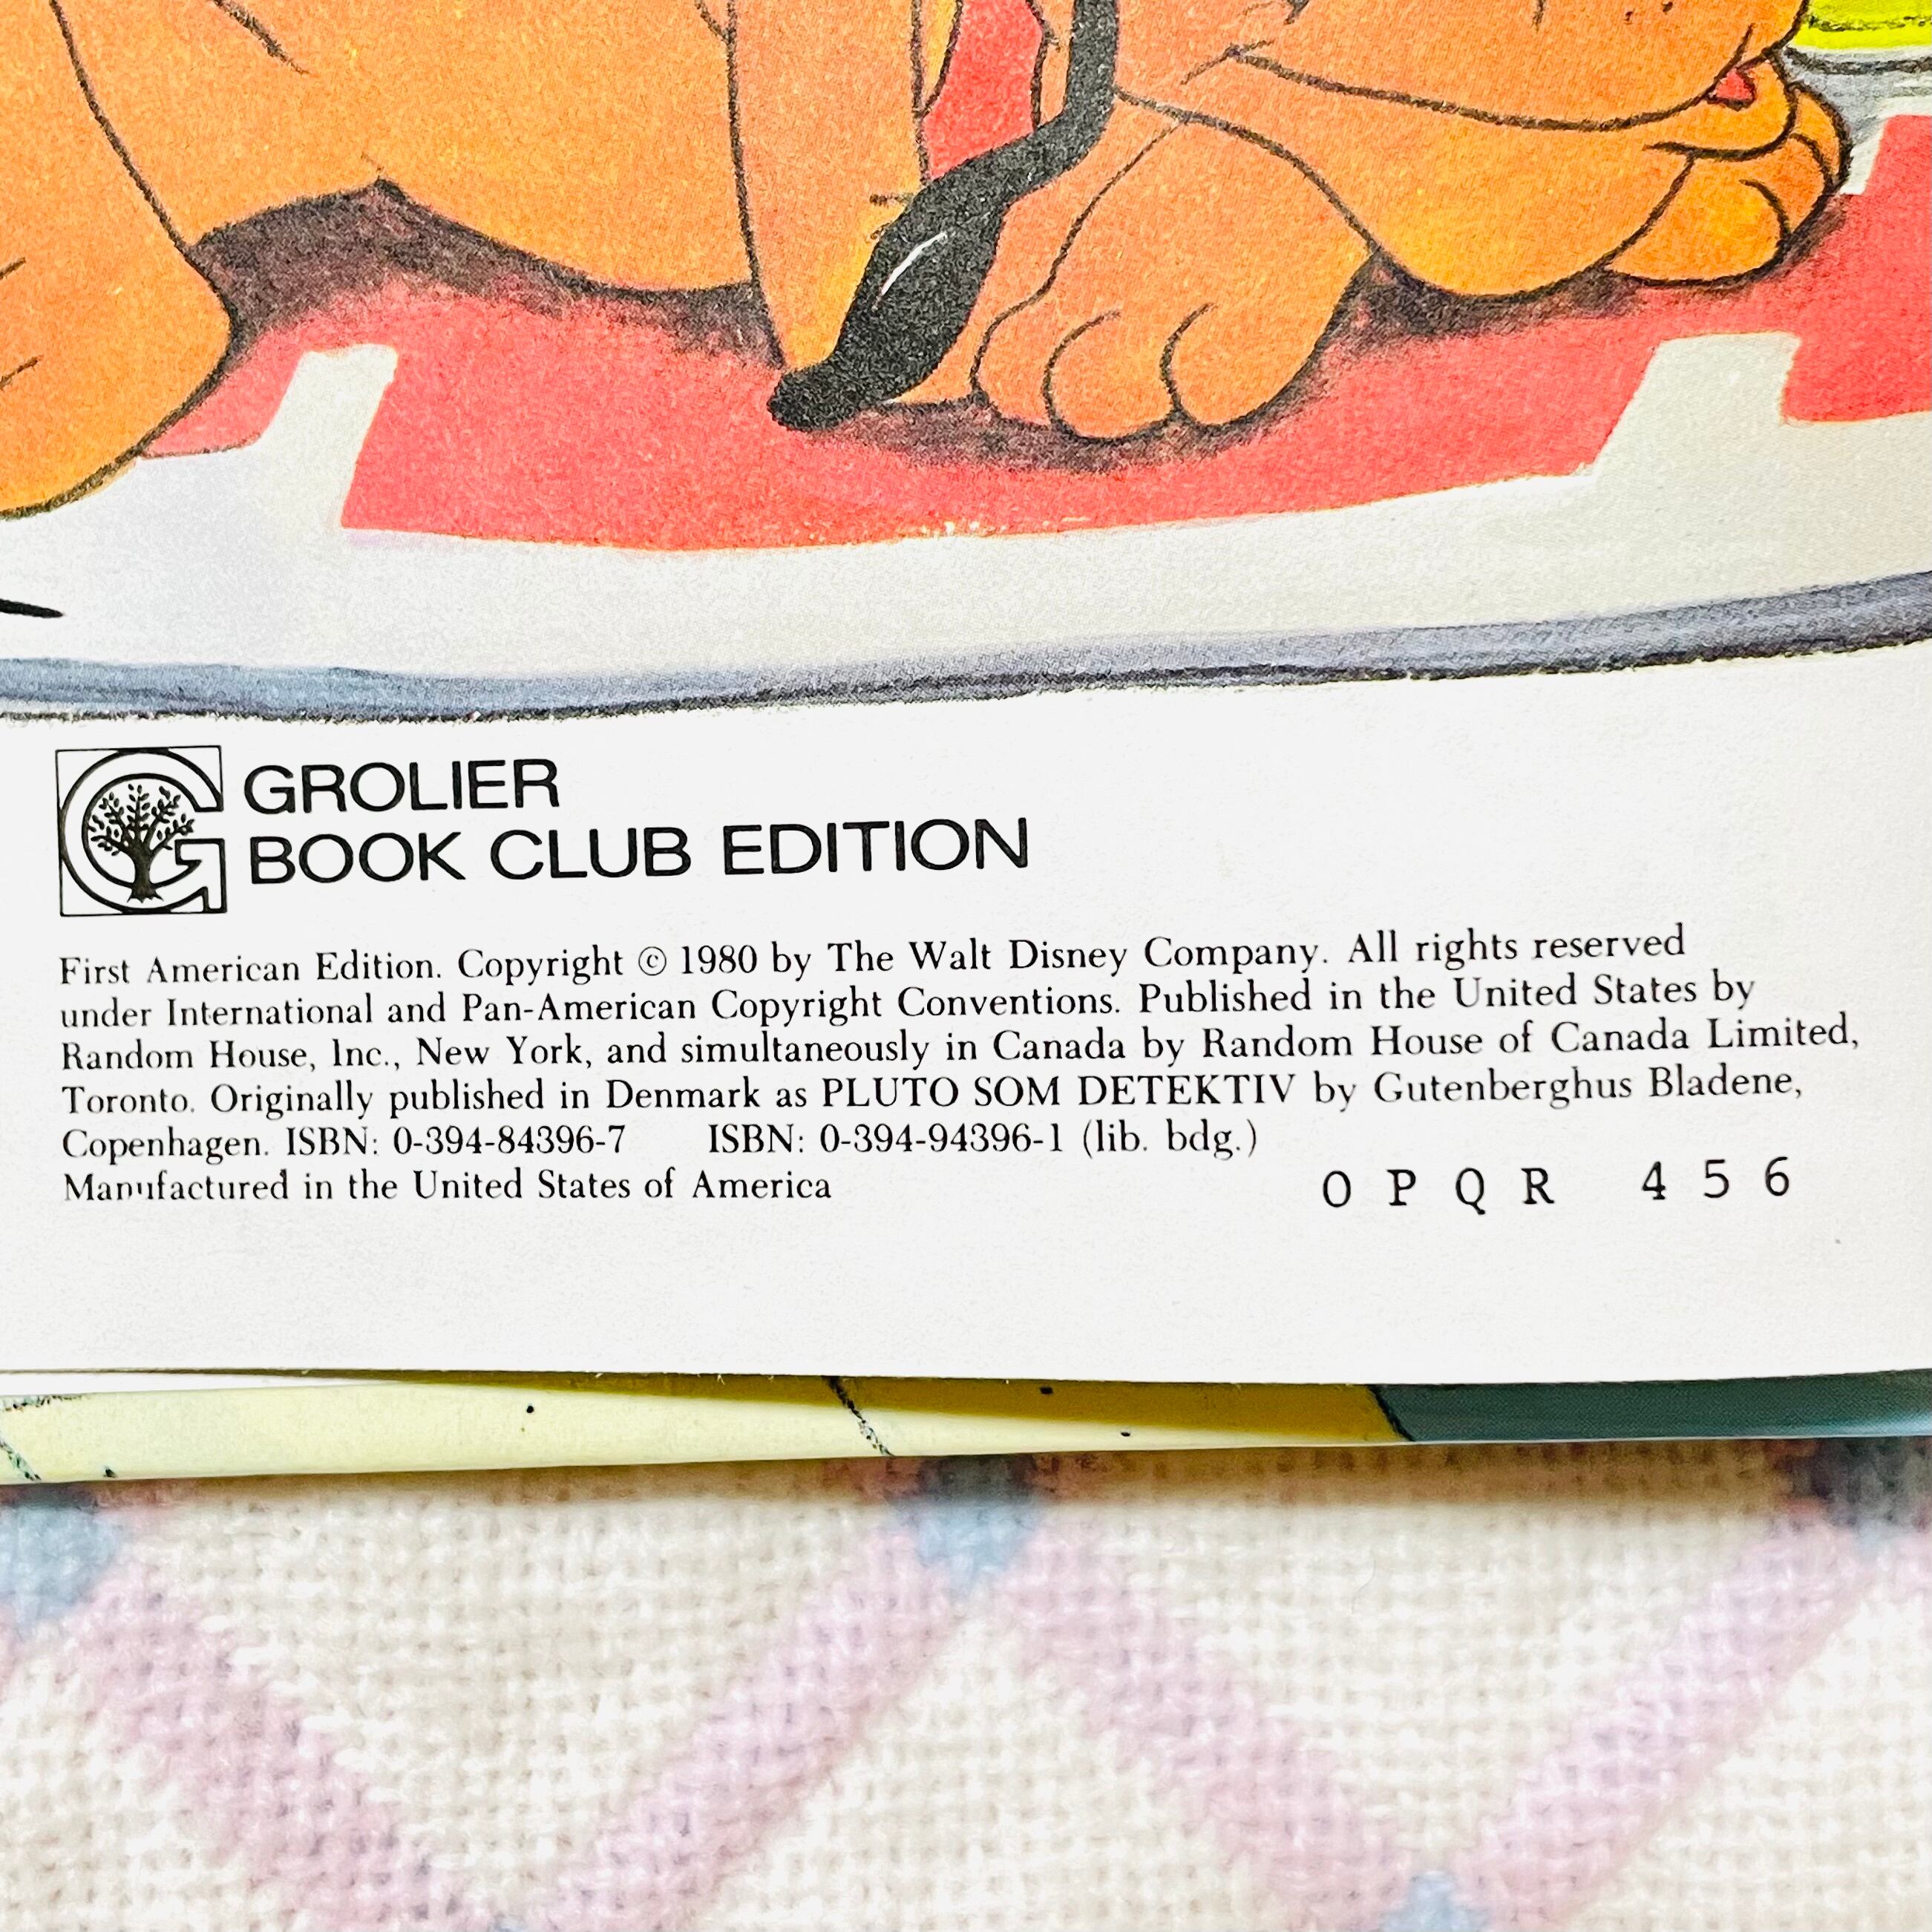 GROLIER
BOOK CLUB EDITION
First American Edition. Copyright © 1980 by The Walt Disney Company. All rights reserved
under International and Pan-American Copyright Conventions. Published in the United States by
Random House, Inc., New York, and simultaneously in Canada by Random House of Canada Limited,
Toronto. Originally published in Denmark as PLUTO SOM DETEKTIV by Gutenberghus Bladene,
Copenhagen. ISBN: 0-394-84396-7 ISBN: 0-394-94396-1 (lib. bdg.)
Manufactured in the United States of America
O P Q R 4 5 6